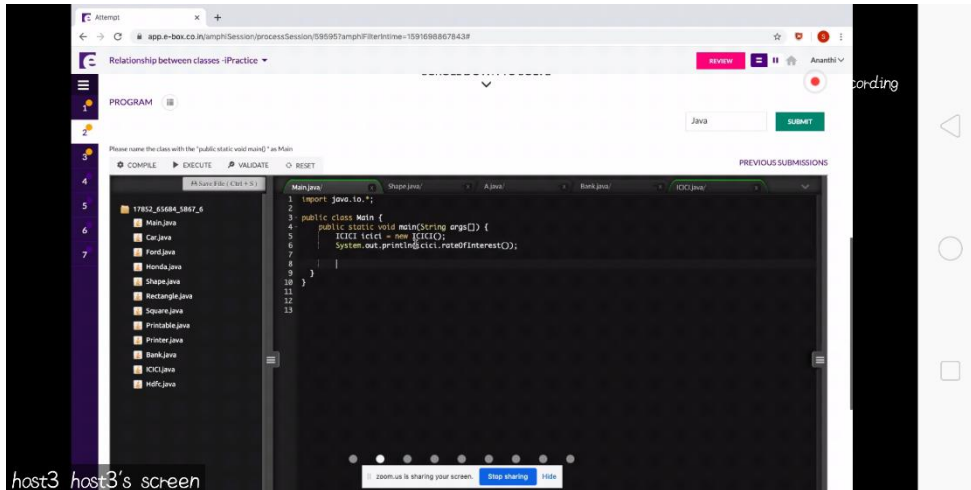 Attempt
app.e-box.co.in/amphiSession/processSession/59595?amphiFilterIntime=1591698867843#
Relationship between classes -iPractice
REVIEW
Ananthi
cording
PROGRAM
Java
SUBMIT
Please name the class with the "public static void main() " as Main
COMPILE EXECUTE VALIDATE RESET
PREVIOUS SUBMISSIONS
Save File ( Ctrl + S )
Main.java/ Shape.java/ A.java/ Bank.java/ ICICI.java/
17852_65684_5867_6
Main.java
Car.java
Ford.java
Honda.java
Shape.java
Rectangle.java
Square.java
Printable.java
Printer.java
Bank.java
ICICI.java
Hdfc.java
1 import java.io.*;
2
3 public class Main {
4 public static void main(String args[]) {
5 ICICI icici = new ICICI();
6 System.out.println(icici.rateOfInterest());
7
8
9 }
10 }
11
12
13
1
2
3
4
5
6
7
host3 host3's screen
zoom.us is sharing your screen. Stop sharing Hide